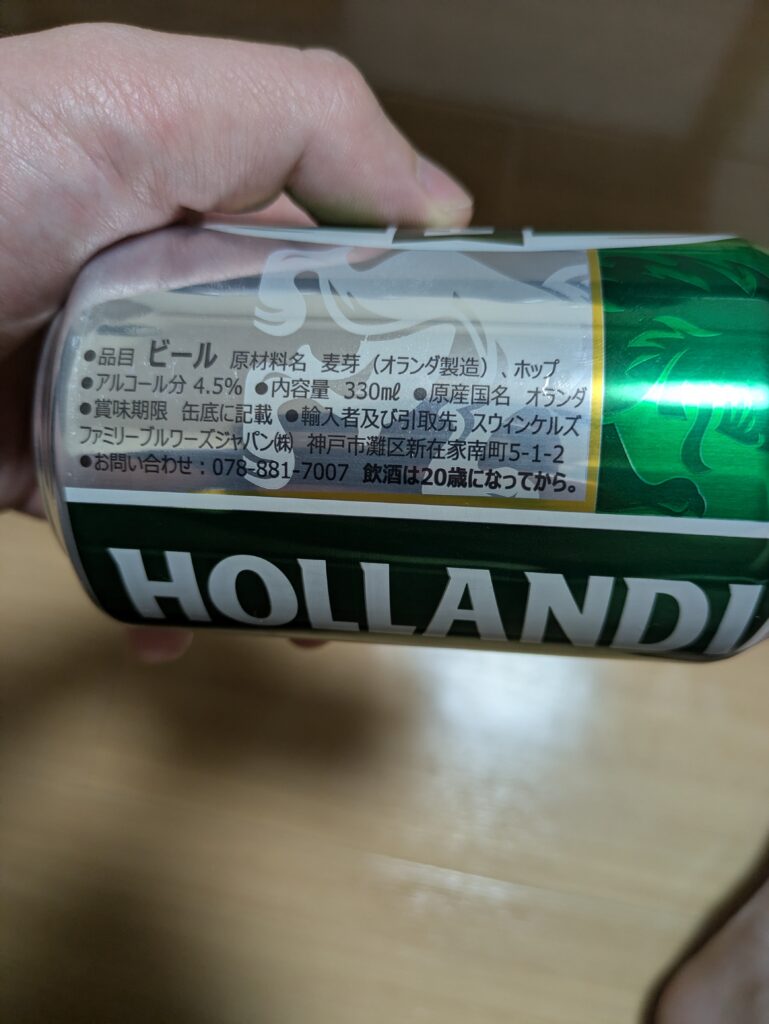 ●品目 ビール 原材料名 麦芽（オランダ製造）、ホップ
●アルコール分 4.5% ●内容量 330㎖ ●原産国名 オランダ
●賞味期限 缶底に記載 ●輸入者及び引取先 スウィンケルズ
ファミリーブルワーズジャパン㈱ 神戸市灘区新在家南町5-1-2
●お問い合わせ：078-881-7007 飲酒は20歳になってから。
HOLLANDI